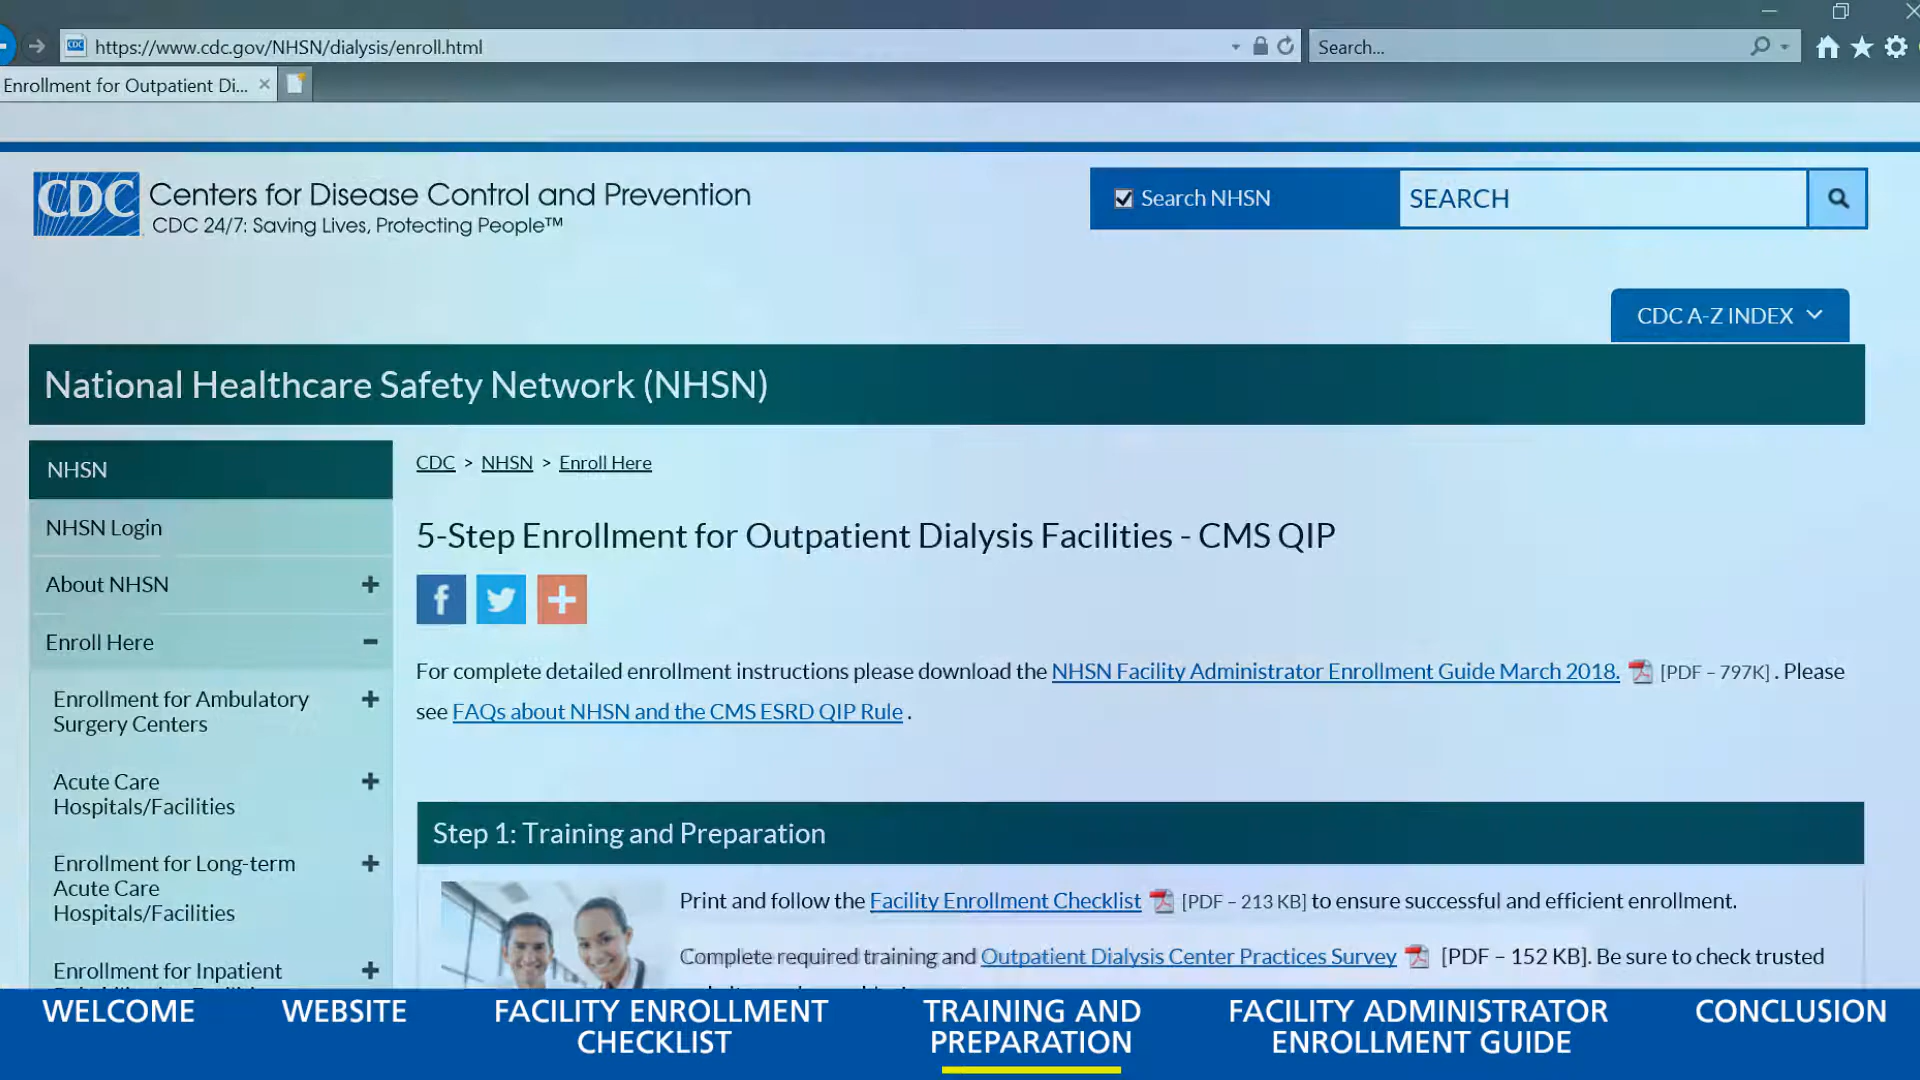 https://www.cdc.gov/NHSN/dialysis/enroll.html
Search...
Enrollment for Outpatient Di...
CDC
Centers for Disease Control and Prevention
CDC 24/7: Saving Lives, Protecting People™
Search NHSN
SEARCH
CDC A-Z INDEX
National Healthcare Safety Network (NHSN)
NHSN
NHSN Login
About NHSN
Enroll Here
Enrollment for Ambulatory
Surgery Centers
Acute Care
Hospitals/Facilities
Enrollment for Long-term
Acute Care
Hospitals/Facilities
Enrollment for Inpatient
CDC > NHSN > Enroll Here
5-Step Enrollment for Outpatient Dialysis Facilities - CMS QIP
For complete detailed enrollment instructions please download the NHSN Facility Administrator Enrollment Guide March 2018. [PDF – 797K] . Please
see FAQs about NHSN and the CMS ESRD QIP Rule .
Step 1: Training and Preparation
Print and follow the Facility Enrollment Checklist [PDF – 213 KB] to ensure successful and efficient enrollment.
Complete required training and Outpatient Dialysis Center Practices Survey [PDF – 152 KB]. Be sure to check trusted
WELCOME
WEBSITE
FACILITY ENROLLMENT
CHECKLIST
TRAINING AND
PREPARATION
FACILITY ADMINISTRATOR
ENROLLMENT GUIDE
CONCLUSION